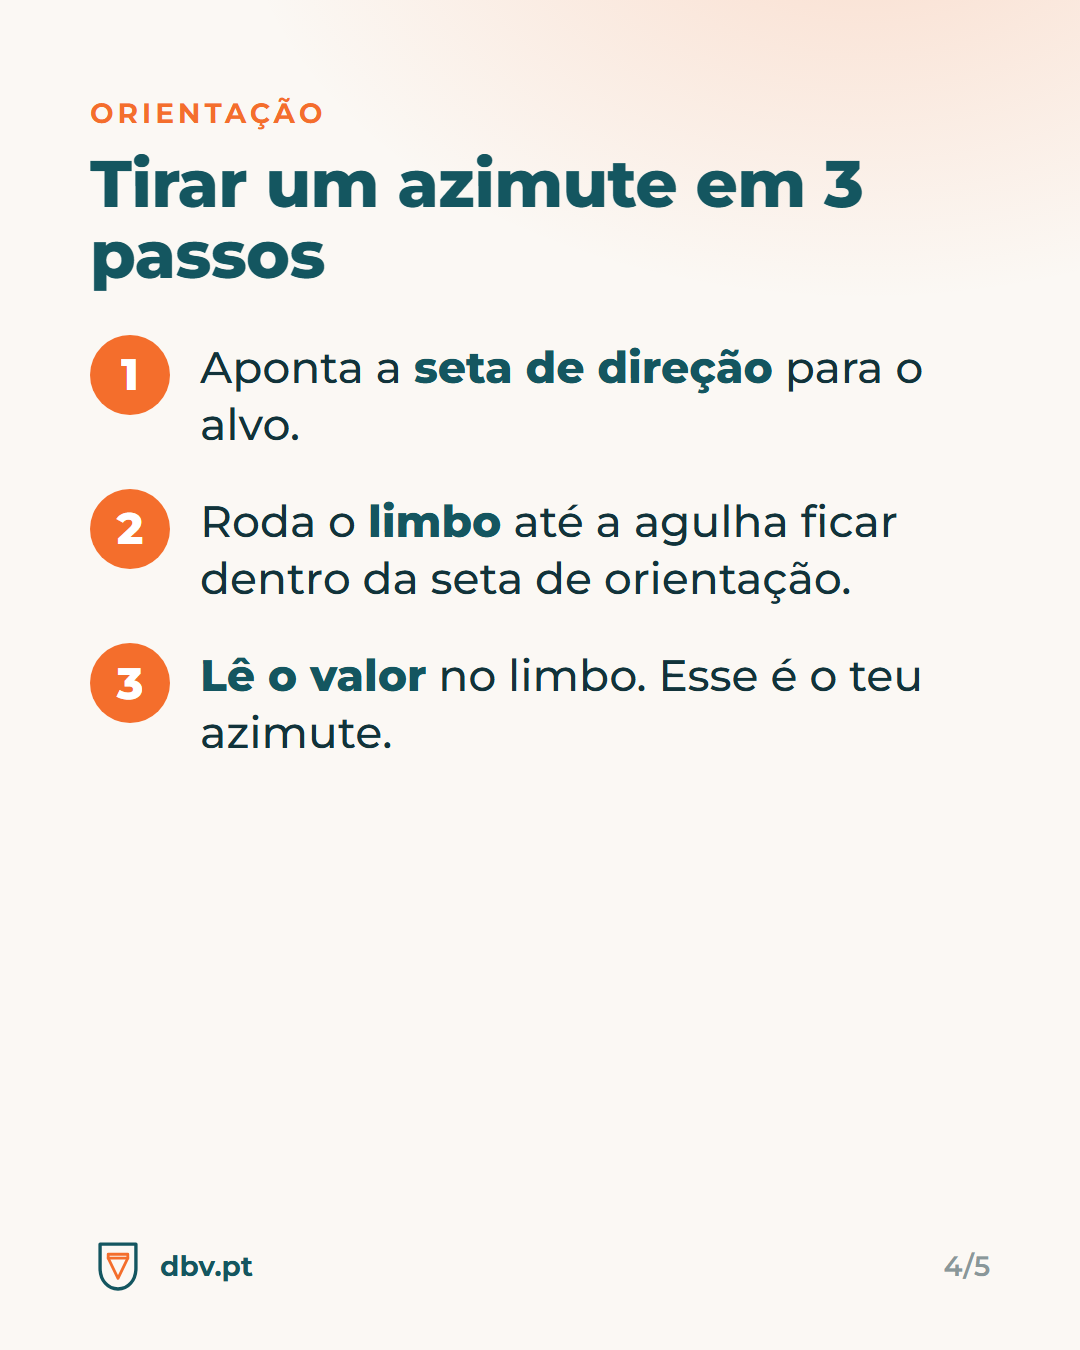 ORIENTAÇÃO
Tirar um azimute em 3
passos
1 Aponta a seta de direção para o
alvo.
2 Roda o limbo até a agulha ficar
dentro da seta de orientação.
3 Lê o valor no limbo. Esse é o teu
azimute.
dbv.pt
4/5